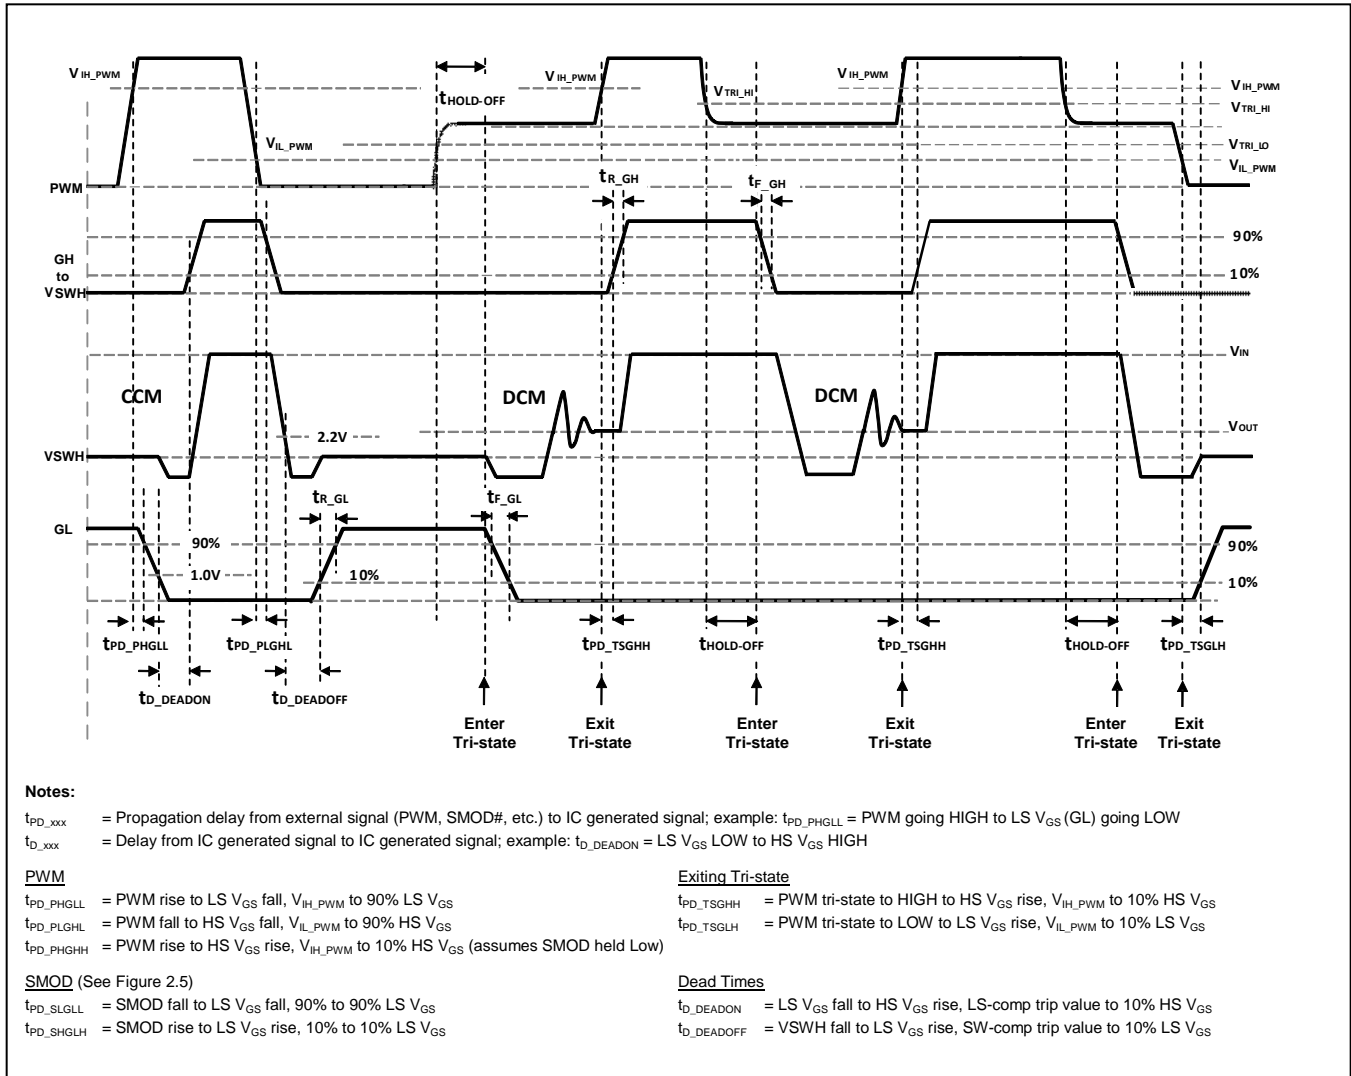 VIH_PWM
tHOLD-OFF
VIH_PWM
VTRI_HI
VIH_PWM
VIH_PWM
VTRI_HI
VIL_PWM
VTRI_LO
VIL_PWM
PWM
tR_GH
tF_GH
90%
GH
to
VSWH
10%
VIN
CCM
DCM
DCM
2.2V
VOUT
VSWH
tR_GL
tF_GL
GL
90%
90%
1.0V
10%
10%
tPD_PHGLL
tPD_PLGHL
tPD_TSGHH
tHOLD-OFF
tPD_TSGHH
tHOLD-OFF
tPD_TSGLH
tD_DEADON
tD_DEADOFF
Enter
Tri-state
Exit
Tri-state
Enter
Tri-state
Exit
Tri-state
Enter
Tri-state
Exit
Tri-state
Notes:
tPD_xxx = Propagation delay from external signal (PWM, SMOD#, etc.) to IC generated signal; example: tPD_PHGLL = PWM going HIGH to LS VGS (GL) going LOW
tD_xxx = Delay from IC generated signal to IC generated signal; example: tD_DEADON = LS VGS LOW to HS VGS HIGH
PWM
tPD_PHGLL = PWM rise to LS VGS fall, VIH_PWM to 90% LS VGS
tPD_PLGHL = PWM fall to HS VGS fall, VIL_PWM to 90% HS VGS
tPD_PHGHH = PWM rise to HS VGS rise, VIH_PWM to 10% HS VGS (assumes SMOD held Low)
SMOD (See Figure 2.5)
tPD_SLGLL = SMOD fall to LS VGS fall, 90% to 90% LS VGS
tPD_SHGLH = SMOD rise to LS VGS rise, 10% to 10% LS VGS
Exiting Tri-state
tPD_TSGHH = PWM tri-state to HIGH to HS VGS rise, VIH_PWM to 10% HS VGS
tPD_TSGLH = PWM tri-state to LOW to LS VGS rise, VIL_PWM to 10% LS VGS
Dead Times
tD_DEADON = LS VGS fall to HS VGS rise, LS-comp trip value to 10% HS VGS
tD_DEADOFF = VSWH fall to LS VGS rise, SW-comp trip value to 10% LS VGS